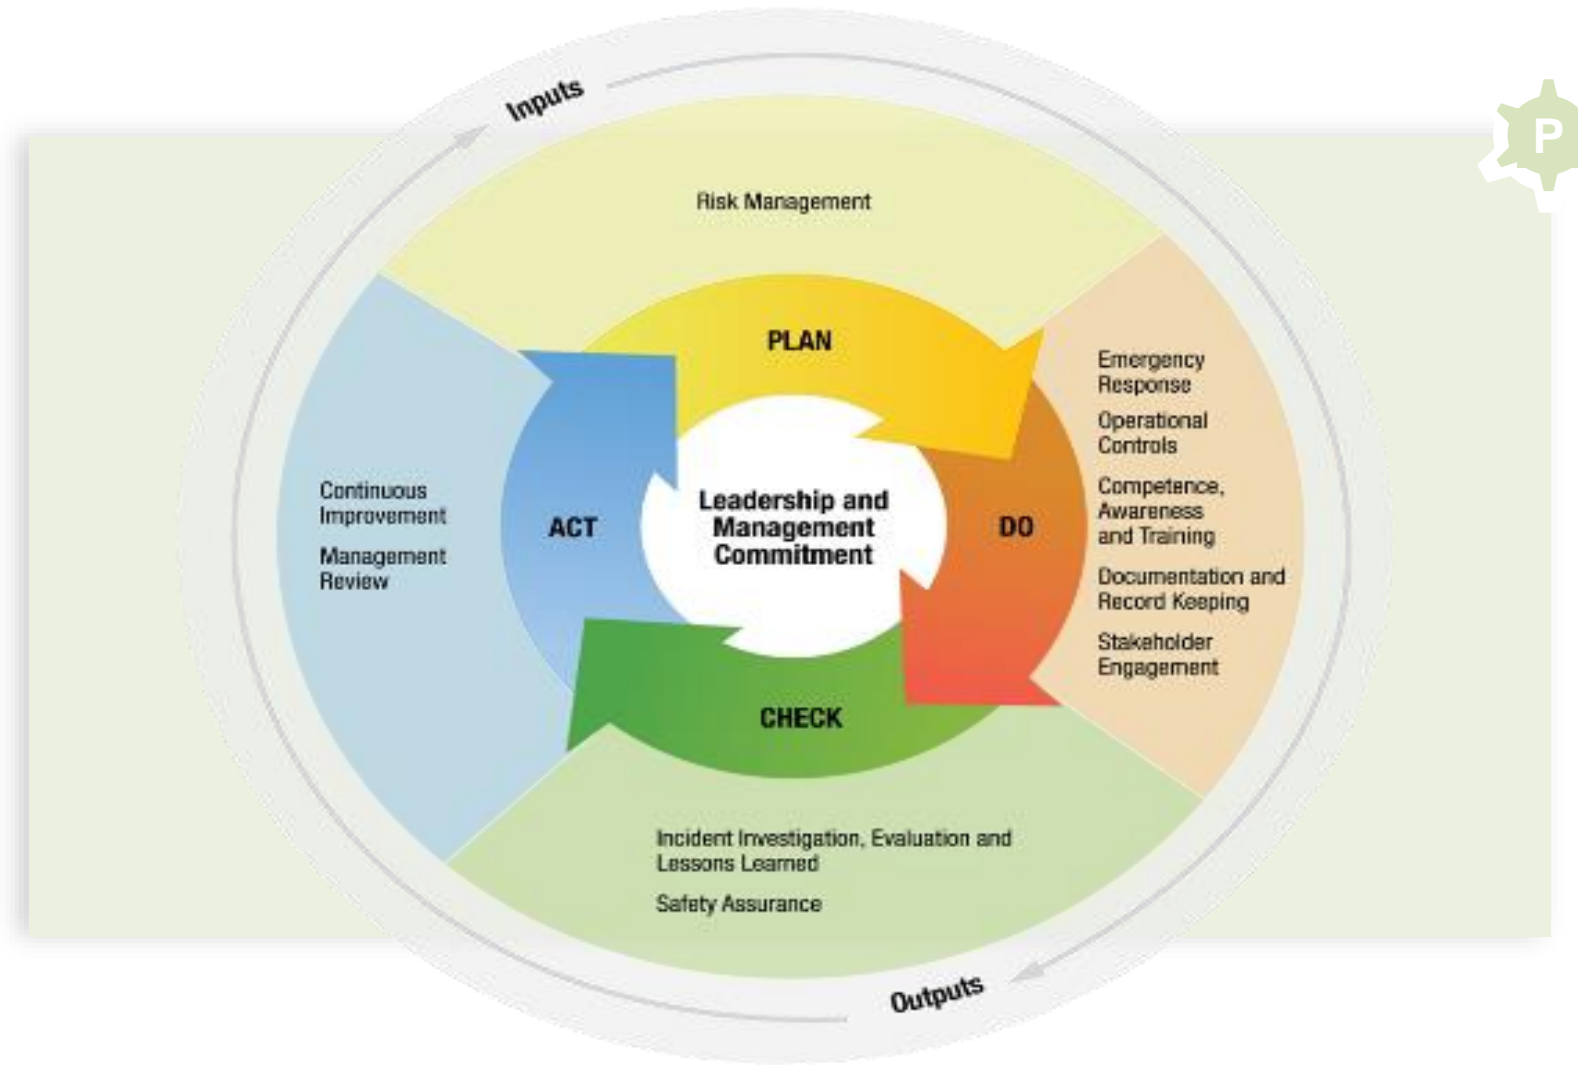 Inputs
P
Risk Management
PLAN
Emergency
Response
Operational
Controls
Competence,
Awareness
and Training
Documentation and
Record Keeping
Stakeholder
Engagement
DO
Leadership and
Management
Commitment
ACT
Continuous
Improvement
Management
Review
CHECK
Incident Investigation, Evaluation and
Lessons Learned
Safety Assurance
Outputs